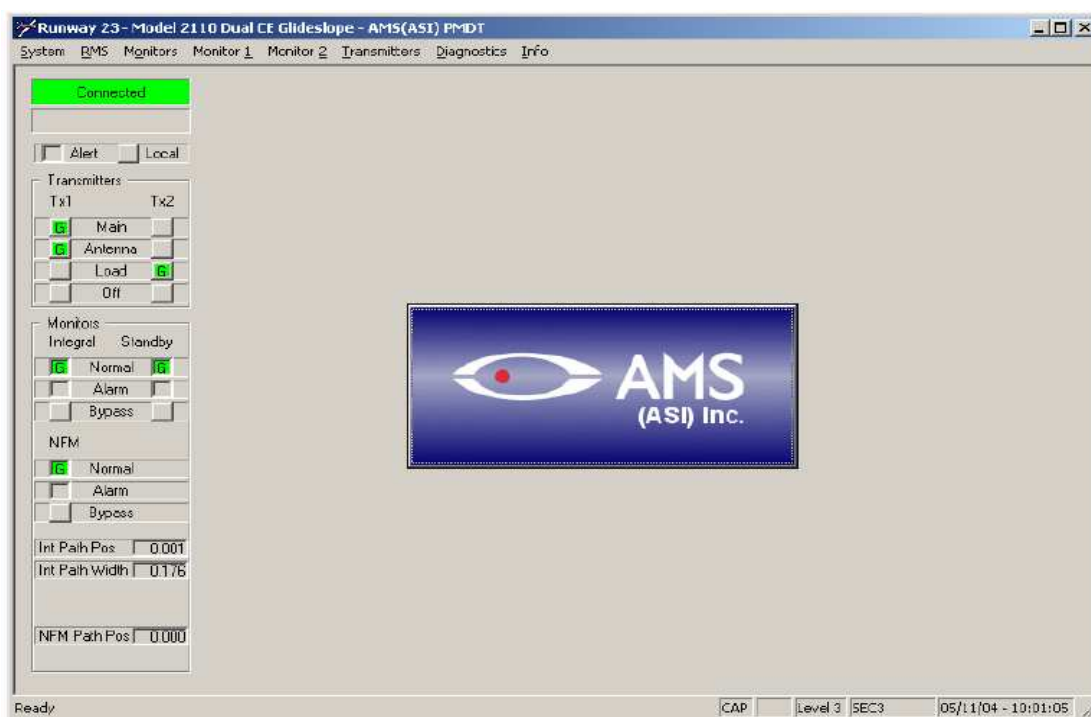 Runway 23 - Model 2110 Dual CE Glideslope - AMS(ASI) PMDT
System RMS Monitors Monitor 1 Monitor 2 Transmitters Diagnostics Info
Connected
Alert Local
Transmitters
Tx1 Tx2
G Main
G Antenna
Load G
Off
Monitors
Integral Standby
G Normal G
Alarm
Bypass
NFM
G Normal
Alarm
Bypass
Int Path Pos 0.001
Int Path Width 0.176
NFM Path Pos 0.000
AMS
(ASI) Inc.
Ready CAP Level 3 SEC3 05/11/04 - 10:01:05